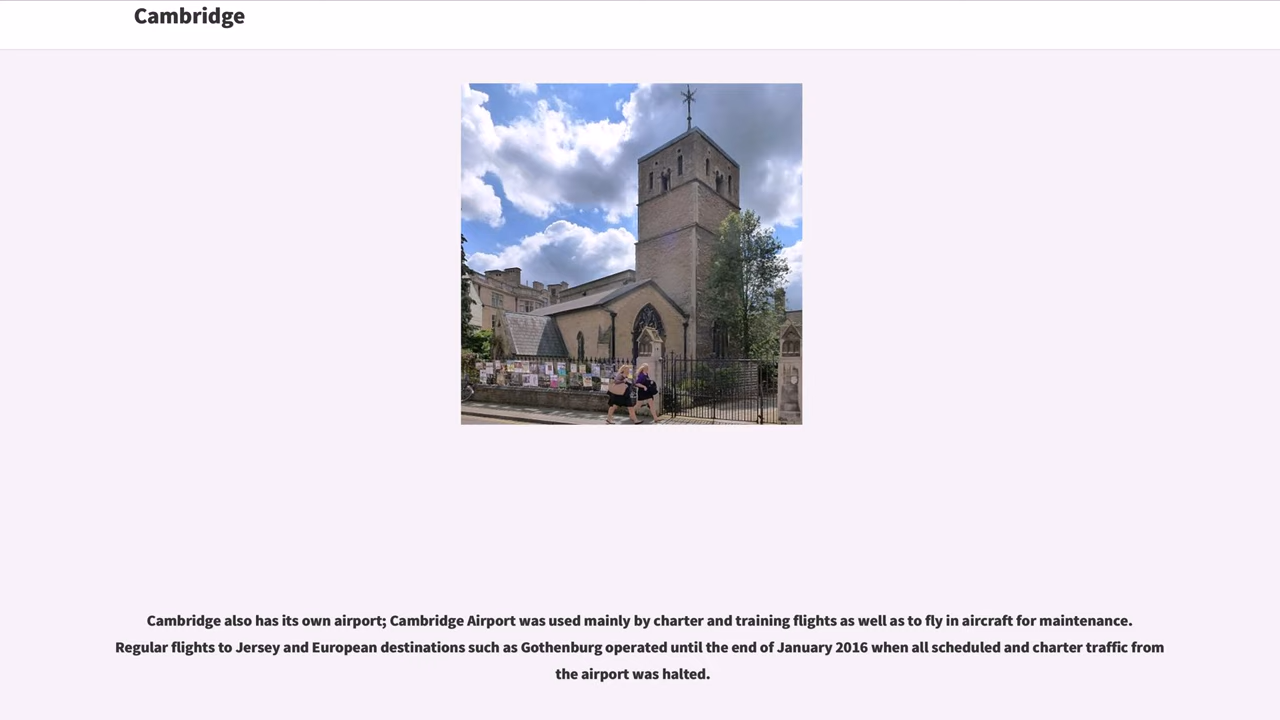 Cambridge
Cambridge also has its own airport; Cambridge Airport was used mainly by charter and training flights as well as to fly in aircraft for maintenance.
Regular flights to Jersey and European destinations such as Gothenburg operated until the end of January 2016 when all scheduled and charter traffic from
the airport was halted.